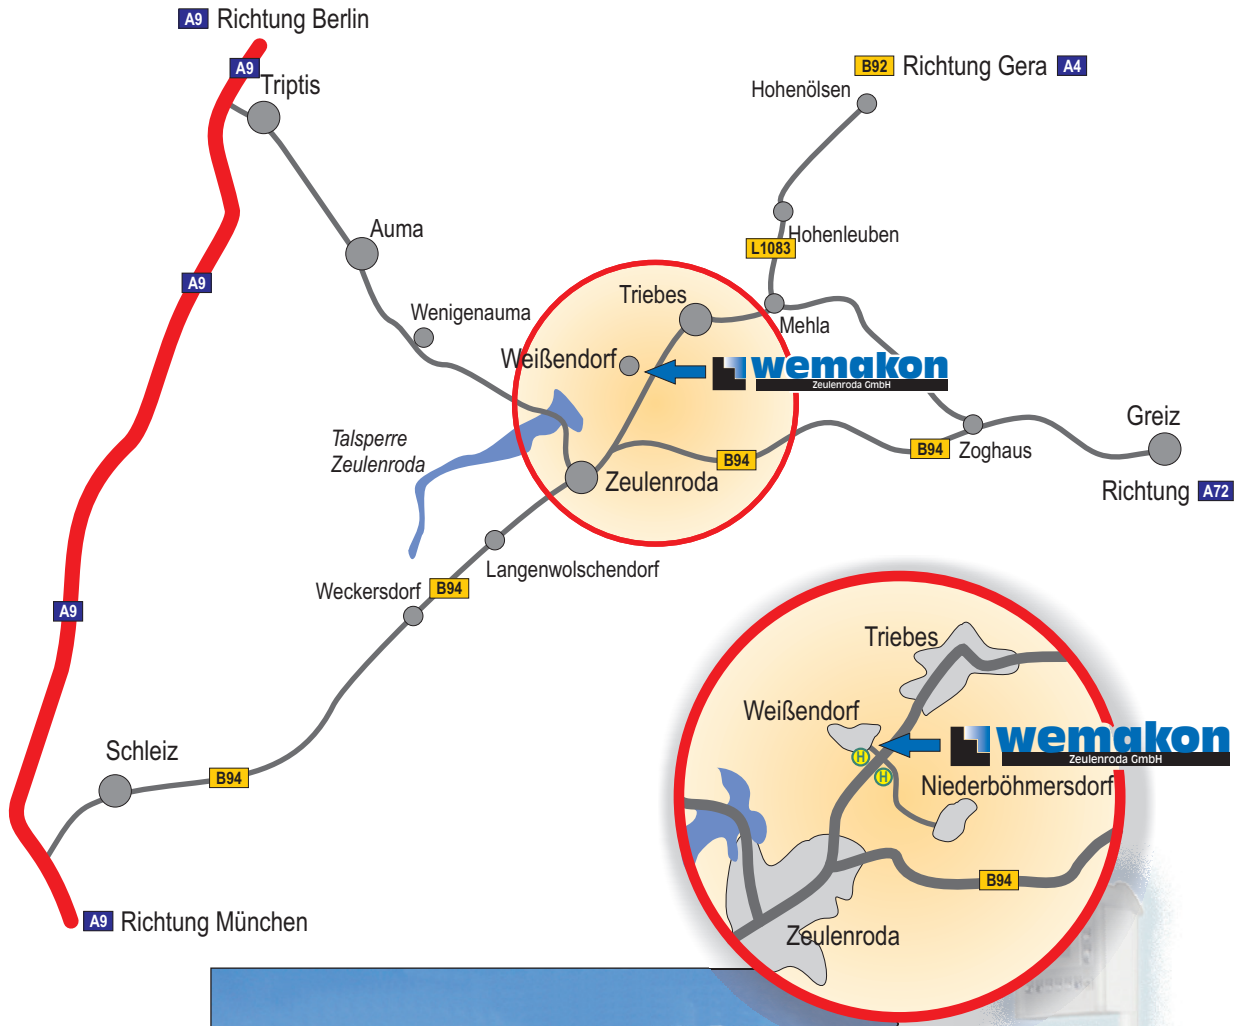 A9 Richtung Berlin
A9
Triptis
B92 Richtung Gera A4
Hohenölsen
Auma
Hohenleuben
L1083
A9
Wenigenauma
Triebes
Mehla
Weißendorf
wemakon
Zeulenroda GmbH
Talsperre
Zeulenroda
Greiz
B94
B94
Zoghaus
Zeulenroda
Richtung A72
Langenwolschendorf
Weckersdorf
B94
A9
Triebes
Weißendorf
wemakon
Zeulenroda GmbH
H
H
Niederböhmersdorf
Schleiz
B94
B94
A9 Richtung München
Zeulenroda